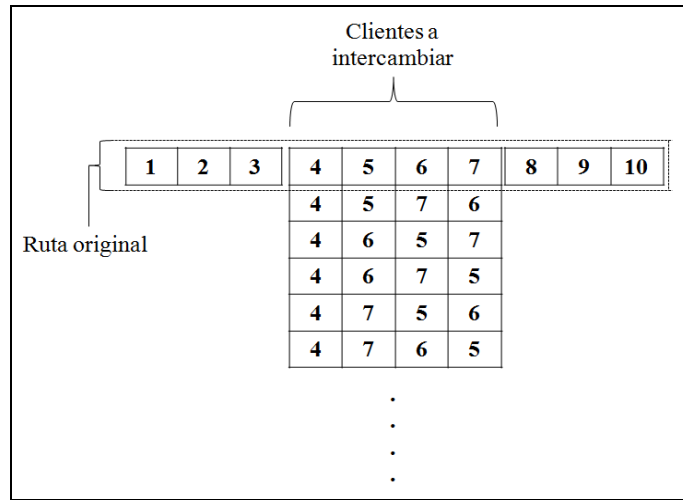 Clientes a
intercambiar
1 2 3 4 5 6 7 8 9 10
4 5 7 6
Ruta original
4 6 5 7
4 6 7 5
4 7 5 6
4 7 6 5
.
.
.
.